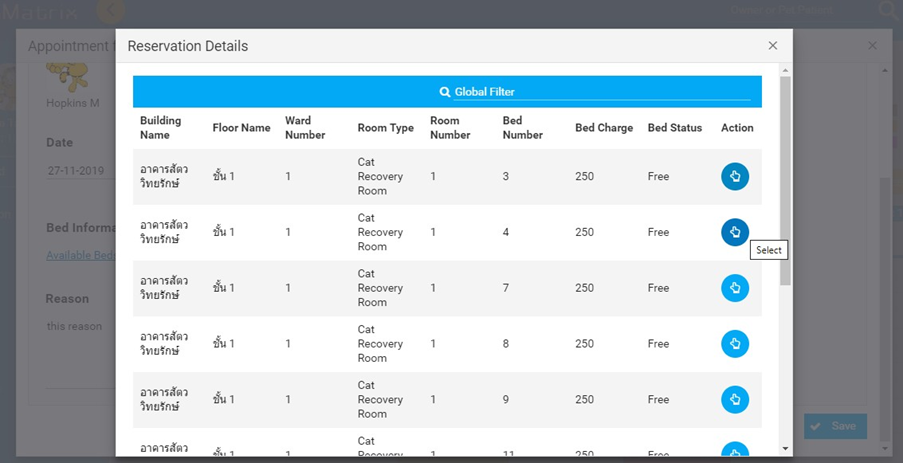 Matrix
Appointment
Reservation Details
Hopkins M
Date
27-11-2019
Bed Informa
Available Beds
Reason
this reason
Save
Global Filter
Building Name Floor Name Ward Number Room Type Room Number Bed Number Bed Charge Bed Status Action
อาคารสัตว วิทยรักษ์ ชั้น 1 1 Cat Recovery Room 1 3 250 Free
อาคารสัตว วิทยรักษ์ ชั้น 1 1 Cat Recovery Room 1 4 250 Free
Select
อาคารสัตว วิทยรักษ์ ชั้น 1 1 Cat Recovery Room 1 7 250 Free
อาคารสัตว วิทยรักษ์ ชั้น 1 1 Cat Recovery Room 1 8 250 Free
อาคารสัตว วิทยรักษ์ ชั้น 1 1 Cat Recovery Room 1 9 250 Free
อาคารสัตว ชั้น 1 1 Cat Recovery 1 11 250 Free